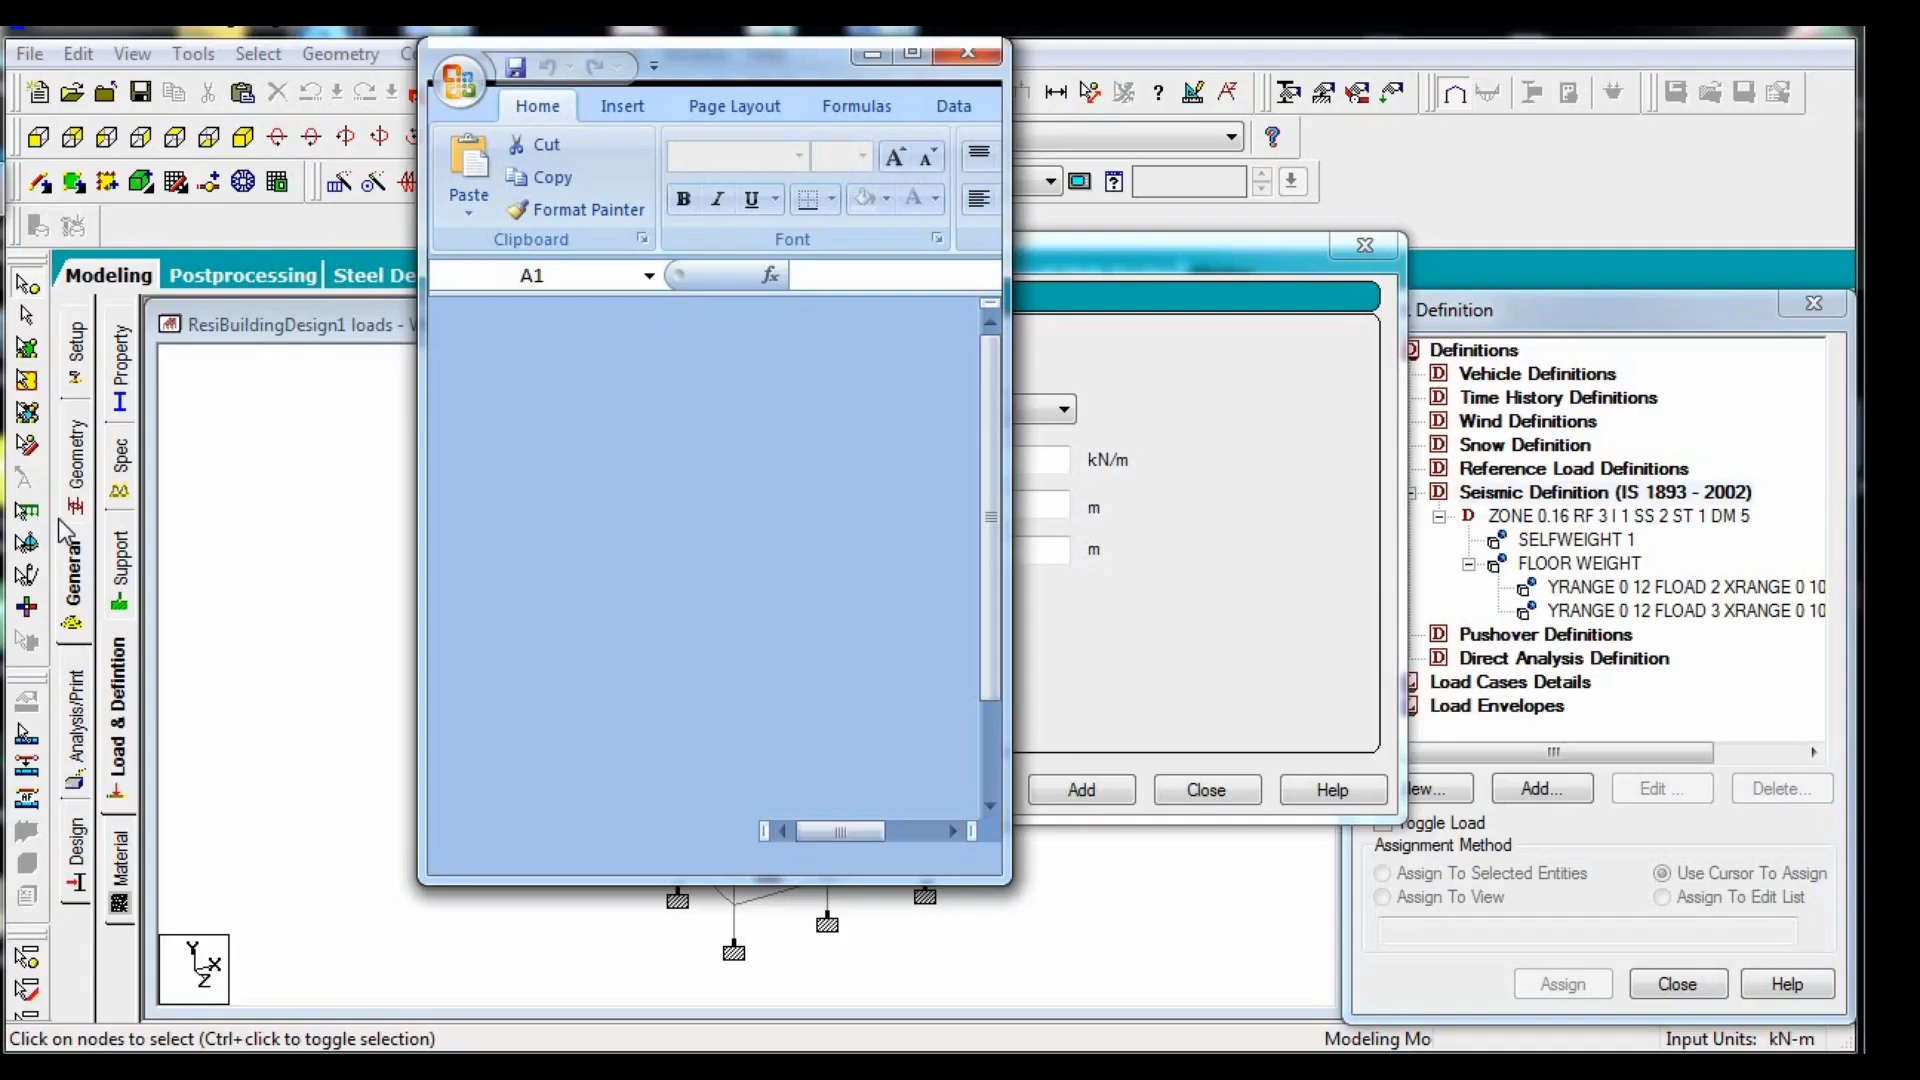 File Edit View Tools Select Geometry
Home Insert Page Layout Formulas Data
Cut
Copy
Format Painter
Paste
B I U A
Clipboard Font
A1 fx
Modeling Postprocessing Steel De
ResiBuildingDesign1 loads -
Setup
Geometry
General
Analysis/Print
Design
Property
Spec
Support
Load & Definition
Material
kN/m
m
m
Add Close Help
Definition
Definitions
Vehicle Definitions
Time History Definitions
Wind Definitions
Snow Definition
Reference Load Definitions
Seismic Definition (IS 1893 - 2002)
ZONE 0.16 RF 3 I 1 SS 2 ST 1 DM 5
SELFWEIGHT 1
FLOOR WEIGHT
YRANGE 0 12 FLOAD 2 XRANGE 0 10
YRANGE 0 12 FLOAD 3 XRANGE 0 10
Pushover Definitions
Direct Analysis Definition
Load Cases Details
Load Envelopes
ew... Add... Edit ... Delete...
Toggle Load
Assignment Method
Assign To Selected Entities Use Cursor To Assign
Assign To View Assign To Edit List
Assign Close Help
Y
X
Z
Click on nodes to select (Ctrl+click to toggle selection) Modeling Mo Input Units: kN-m